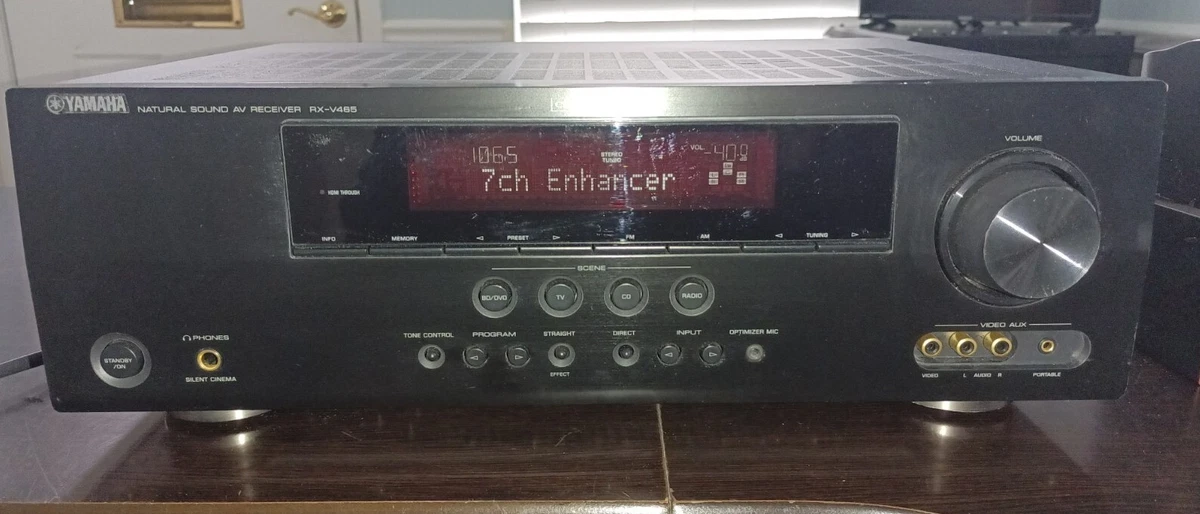 YAMAHA NATURAL SOUND AV RECEIVER RX-V465
VOLUME
106.5 STEREO TUNED VOL. -40.0 dB
7ch Enhancer
HDMI THROUGH
INFO MEMORY PRESET FM AM TUNING
SCENE
BD/DVD TV CD RADIO
STANDBY /ON
PHONES
SILENT CINEMA
TONE CONTROL PROGRAM STRAIGHT DIRECT INPUT OPTIMIZER MIC
EFFECT
VIDEO AUX
VIDEO L AUDIO R PORTABLE